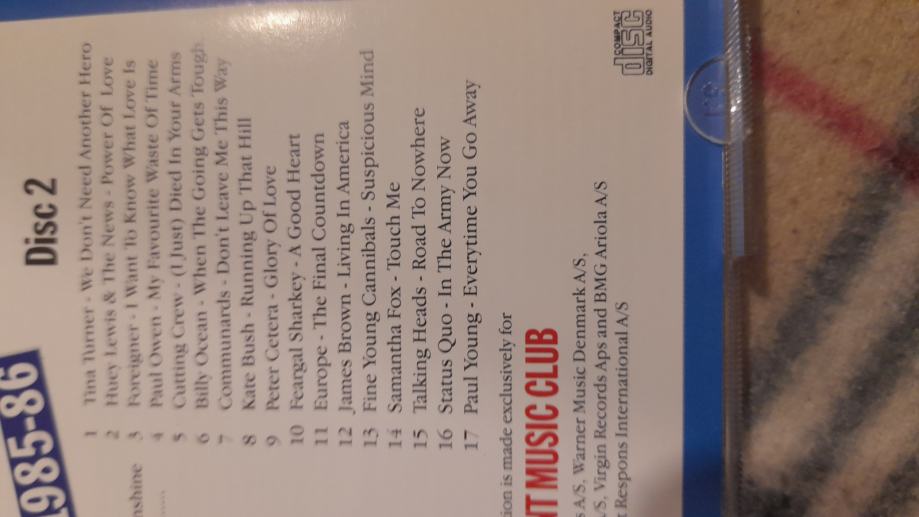 1985-86
Disc 2
1 Tina Turner - We Don't Need Another Hero
2 Huey Lewis & The News - Power Of Love
3 Foreigner - I Want To Know What Love Is
4 Paul Owen - My Favourite Waste Of Time
5 Cutting Crew - (I Just) Died In Your Arms
6 Billy Ocean - When The Going Gets Tough
7 Communards - Don't Leave Me This Way
8 Kate Bush - Running Up That Hill
9 Peter Cetera - Glory Of Love
10 Feargal Sharkey - A Good Heart
11 Europe - The Final Countdown
12 James Brown - Living In America
13 Fine Young Cannibals - Suspicious Mind
14 Samantha Fox - Touch Me
15 Talking Heads - Road To Nowhere
16 Status Quo - In The Army Now
17 Paul Young - Everytime You Go Away
nshine
......
tion is made exclusively for
NT MUSIC CLUB
s A/S, Warner Music Denmark A/S,
/S, Virgin Records Aps and BMG Ariola A/S
t Respons International A/S
COMPACT
disc
DIGITAL AUDIO